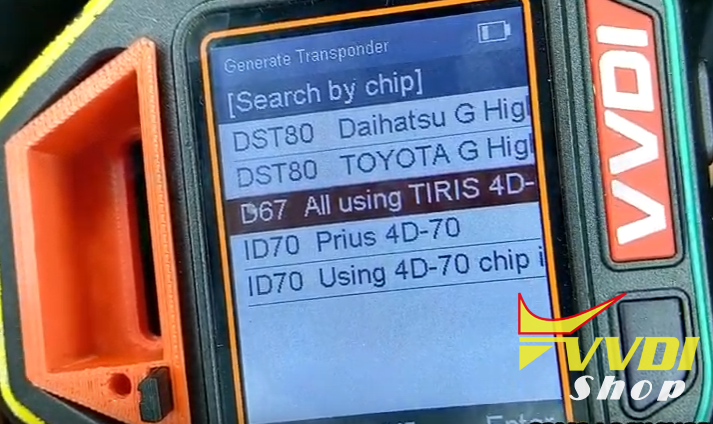 Generate Transponder
[Search by chip]
DST80 Daihatsu G Hig
DST80 TOYOTA G Hig
D67 All using TIRIS 4D-
ID70 Prius 4D-70
ID70 Using 4D-70 chip i
Enter
VVDI
VVDI
Shop